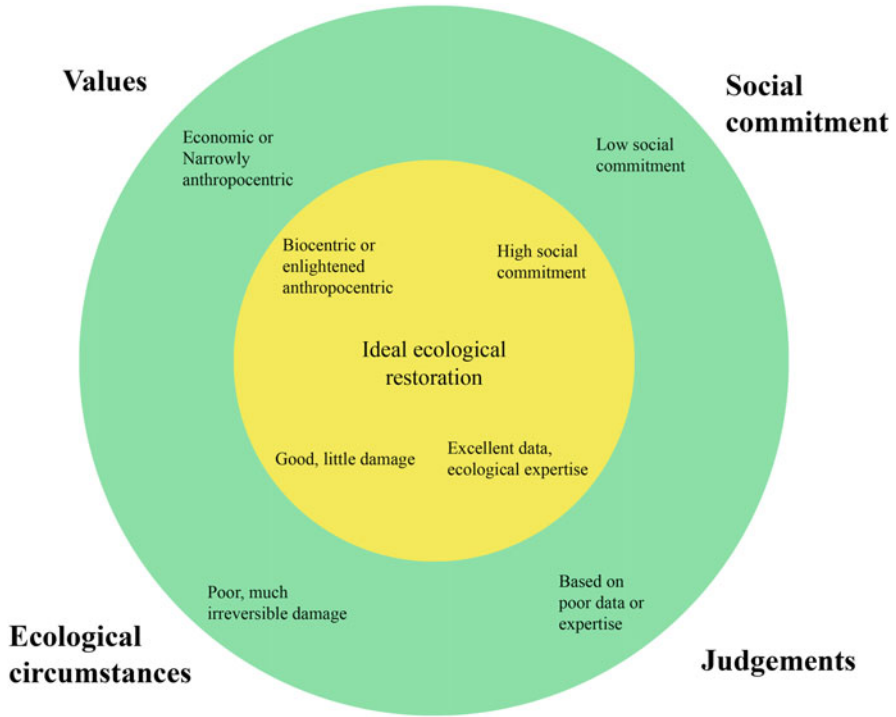 Values
Social
commitment
Economic or
Narrowly
anthropocentric
Low social
commitment
Biocentric or
enlightened
anthropocentric
High social
commitment
Ideal ecological
restoration
Good, little damage
Excellent data,
ecological expertise
Poor, much
irreversible damage
Based on
poor data or
expertise
Ecological
circumstances
Judgements